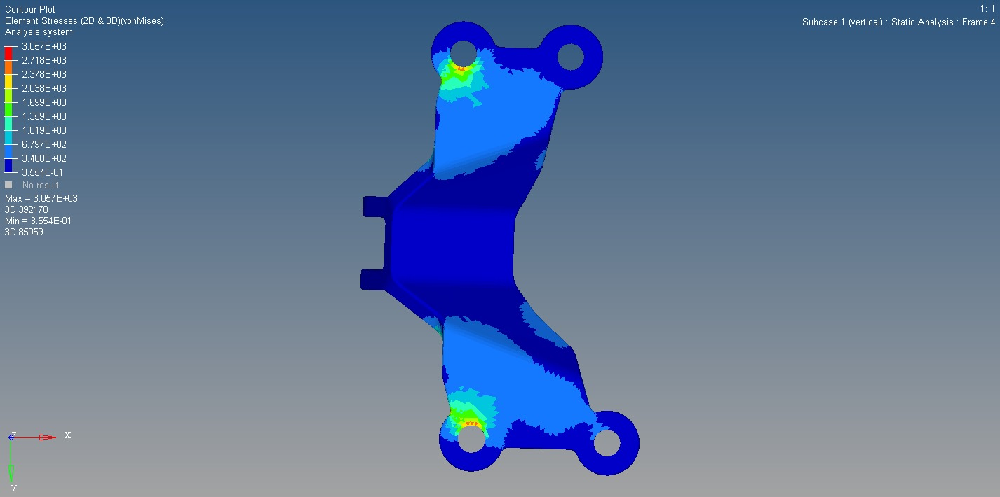 Contour Plot
Element Stresses (2D & 3D)(vonMises)
Analysis system
3.057E+03
2.718E+03
2.378E+03
2.038E+03
1.699E+03
1.359E+03
1.019E+03
6.797E+02
3.400E+02
3.554E-01
No result
Max = 3.057E+03
3D 392170
Min = 3.554E-01
3D 85959
1: 1
Subcase 1 (vertical) : Static Analysis : Frame 4
Z
X
Y